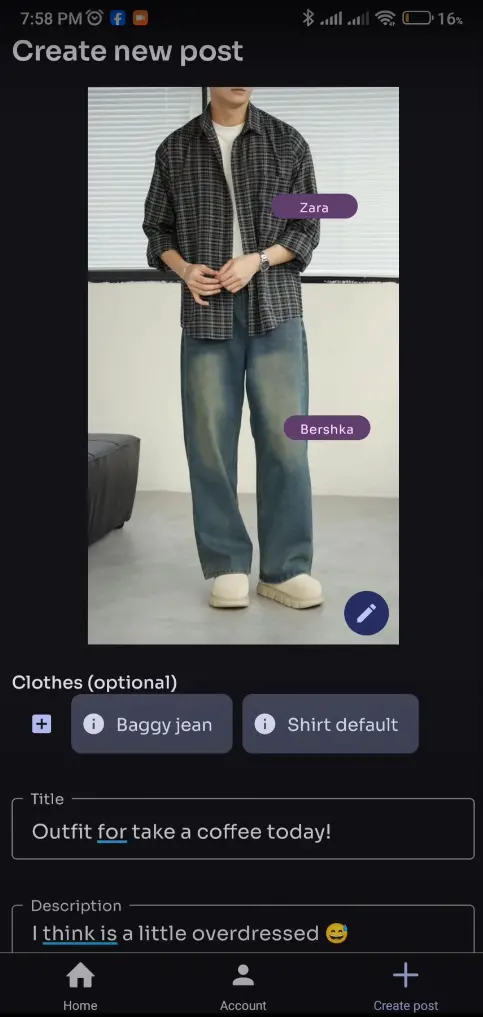 7:58 PM 16%
Create new post
Zara
Bershka
Clothes (optional)
Baggy jean Shirt default
Title
Outfit for take a coffee today!
Description
I think is a little overdressed 😅
Home Account Create post